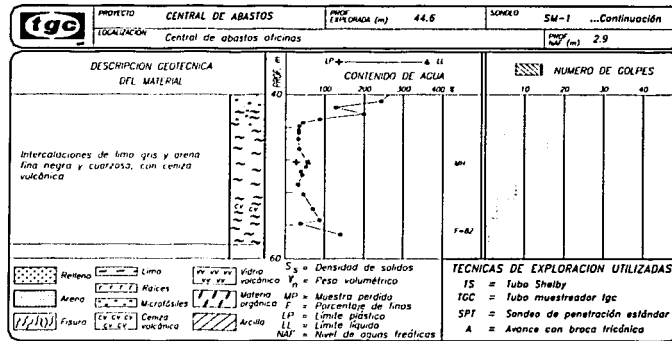 tgc
PROYECTO CENTRAL DE ABASTOS
PROF EXPLORADA (m) 44.6
SONDEO SM-1 ...Continuación
LOCALIZACION Central de abastos oficinas
PROF. NAF (m) 2.9
DESCRIPCION GEOTECNICA
DEL MATERIAL
PROF. m
LP LL
CONTENIDO DE AGUA
NUMERO DE GOLPES
40
100 200 300 400 %
10 20 30 40
Intercalaciones de limo gris y arena
fina negra y cuarzosa, con ceniza
volcánica
MH
F=82
60
Relleno
Limo
Vidrio volcánico
Arena
Raíces
Microfósiles
Materia orgánica
Fisura
Ceniza volcánica
Arcilla
Ss = Densidad de solidos
γn = Peso volumétrico
MP = Muestra perdida
F = Porcentaje de finos
LP = Límite plástico
LL = Límite líquido
NAF = Nivel de aguas freáticas
TECNICAS DE EXPLORACION UTILIZADAS
TS = Tubo Shelby
TGC = Tubo muestreador tgc
SPT = Sondeo de penetración estándar
A = Avance con broca tricónica